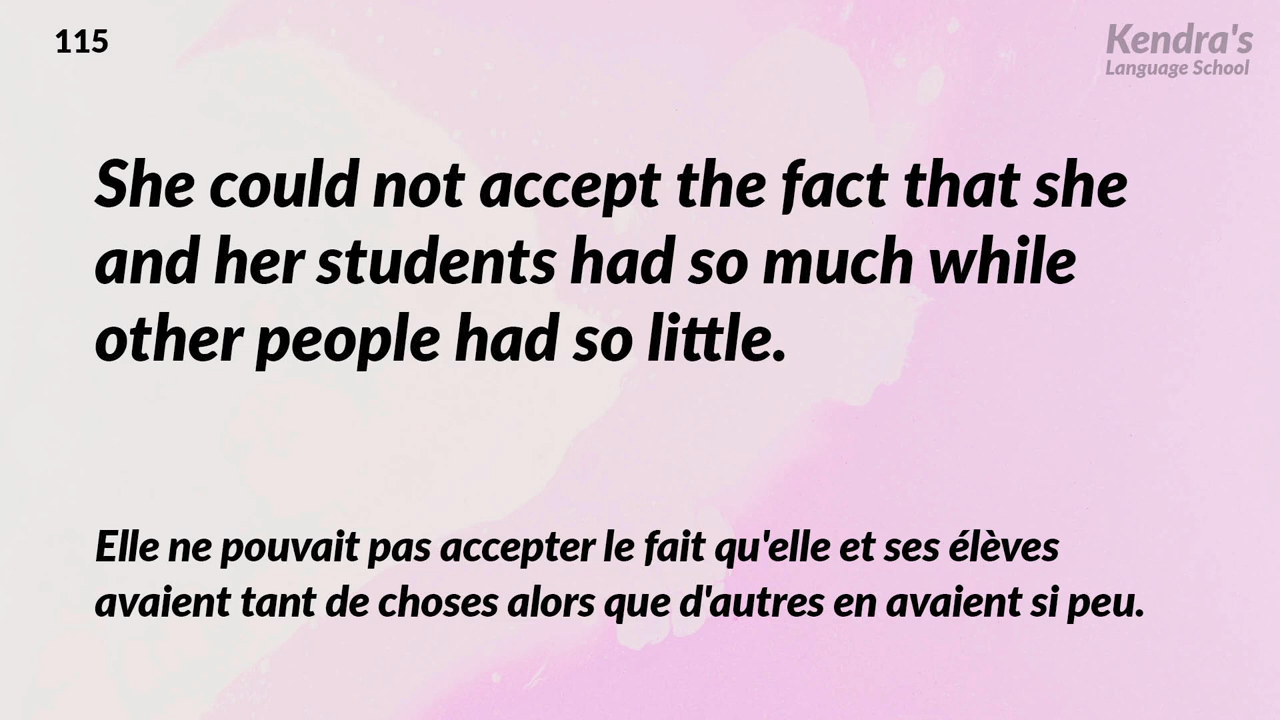 115
Kendra's
Language School
She could not accept the fact that she
and her students had so much while
other people had so little.
Elle ne pouvait pas accepter le fait qu'elle et ses élèves
avaient tant de choses alors que d'autres en avaient si peu.